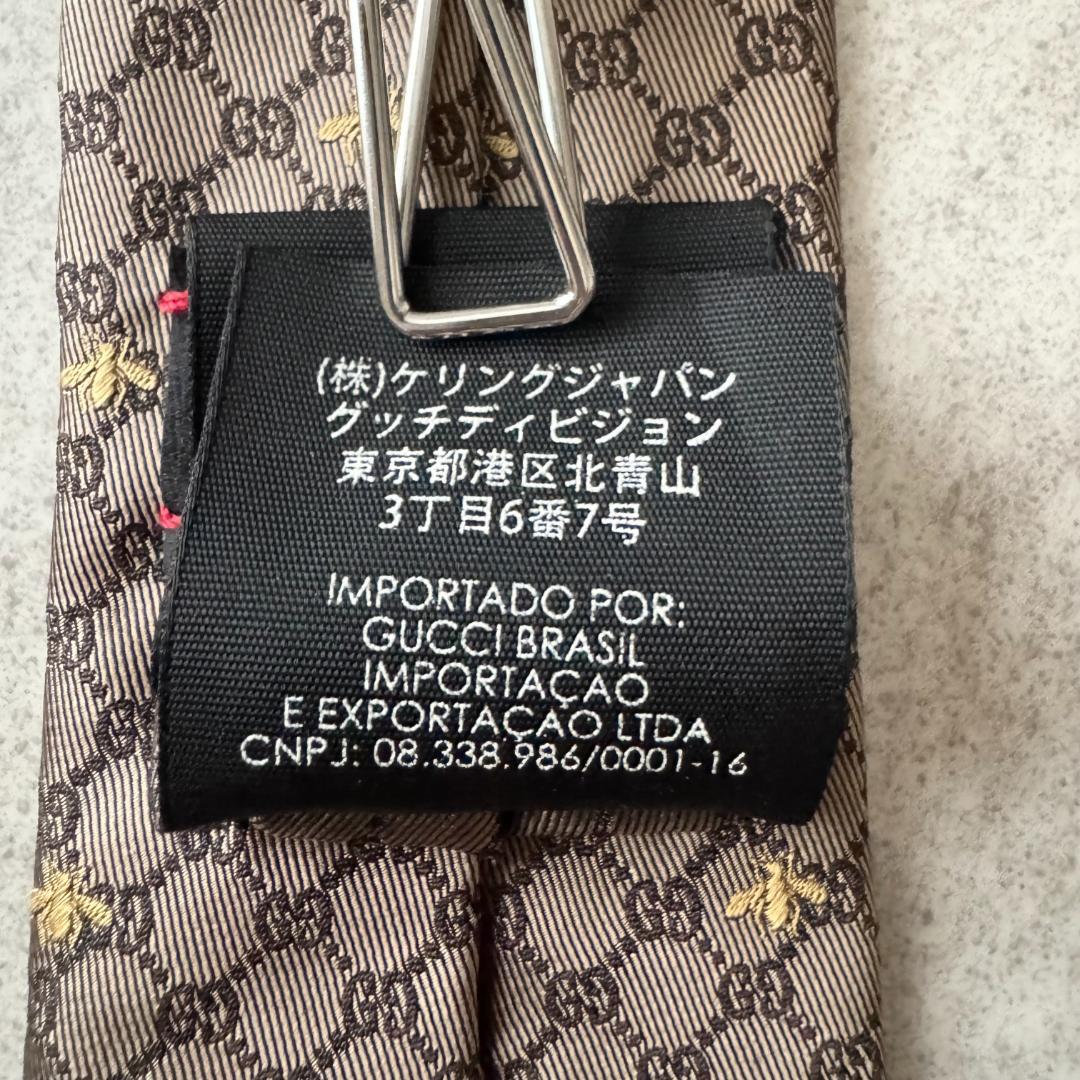 (株)ケリングジャパン
グッチディビジョン
東京都港区北青山
3丁目6番7号
IMPORTADO POR:
GUCCI BRASIL
IMPORTAÇAO
E EXPORTAÇAO LTDA
CNPJ: 08.338.986/0001-16